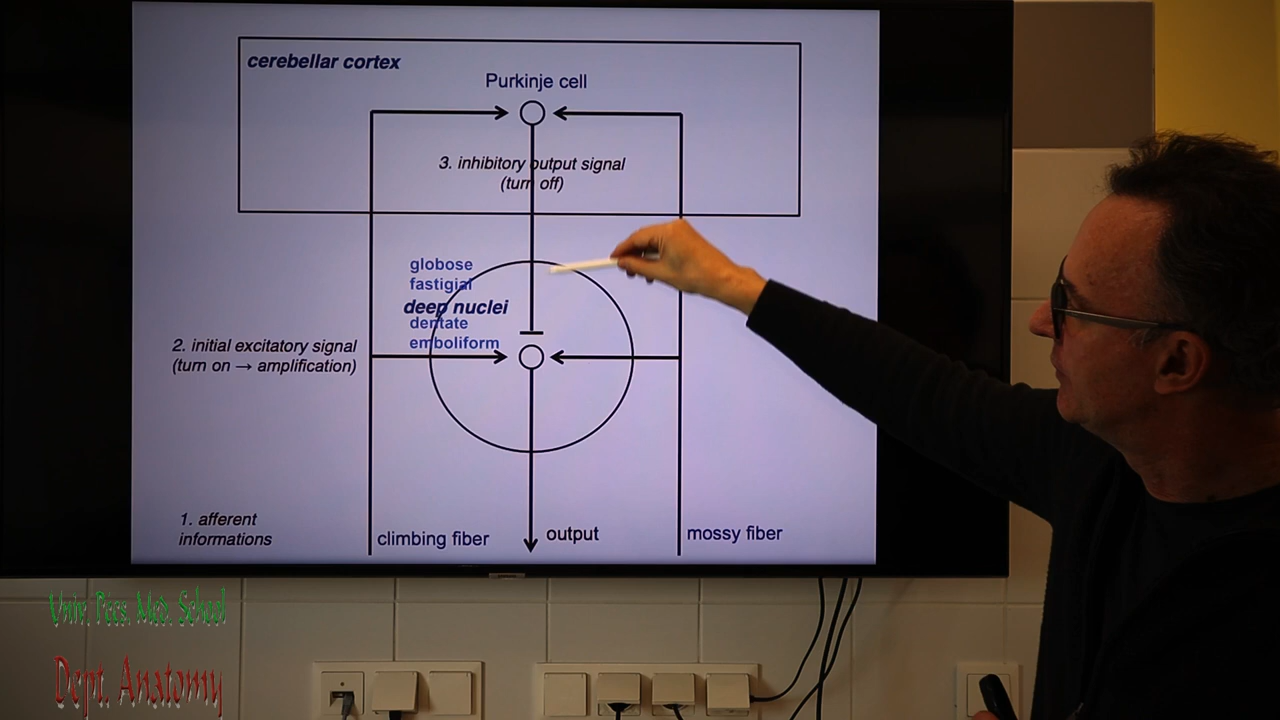 cerebellar cortex
Purkinje cell
3. inhibitory output signal
(turn off)
globose
fastigial
deep nuclei
dentate
emboliform
2. initial excitatory signal
(turn on → amplification)
1. afferent
informations
climbing fiber
output
mossy fiber
Univ. Pecs. Med. School
Dept. Anatomy